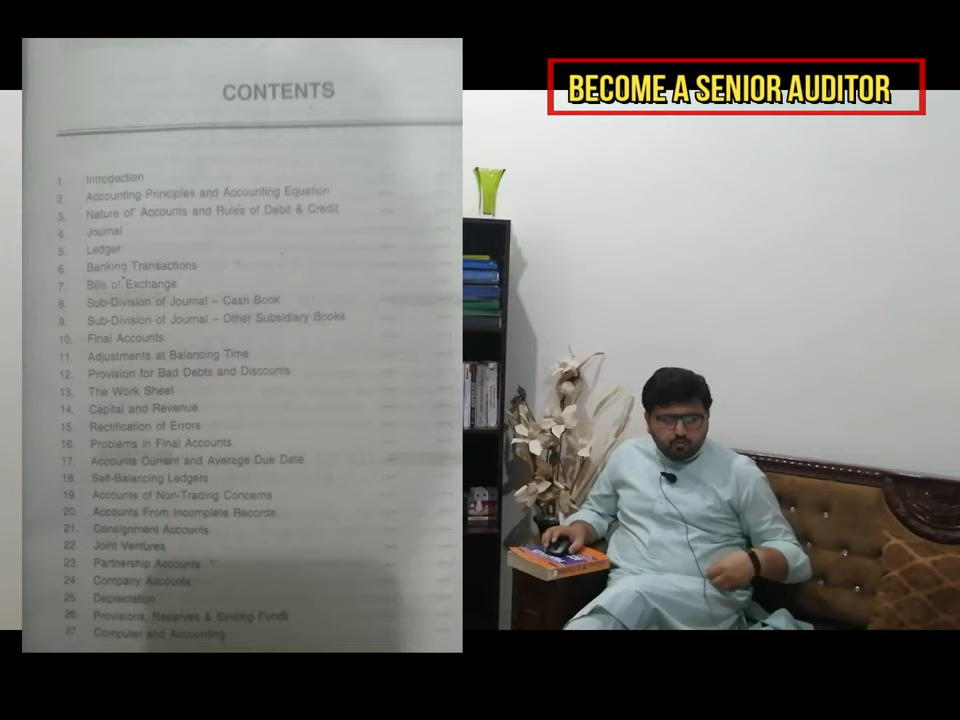 CONTENTS
1. Introduction
2 Accounting Principles and Accounting Equation
3. Nature of Accounts and Rules of Debit & Credit
4. Journal
5. Ledger
6. Banking Transactions
7. Bills of Exchange
8. Sub-Division of Journal – Cash Book
9. Sub-Division of Journal – Other Subsidiary Books
10. Final Accounts
11. Adjustments at Balancing Time
12. Provision for Bad Debts and Discounts
13. The Work Sheet
14. Capital and Revenue
15. Rectification of Errors
16. Problems in Final Accounts
17. Accounts Current and Average Due Date
18. Self-Balancing Ledgers
19. Accounts of Non-Trading Concerns
20. Accounts From Incomplete Records
21. Consignment Accounts
22. Joint Ventures
23. Partnership Accounts
24. Company Accounts
25. Depreciation
26. Provisions, Reserves & Sinking Funds
27. Computer and Accounting
BECOME A SENIOR AUDITOR